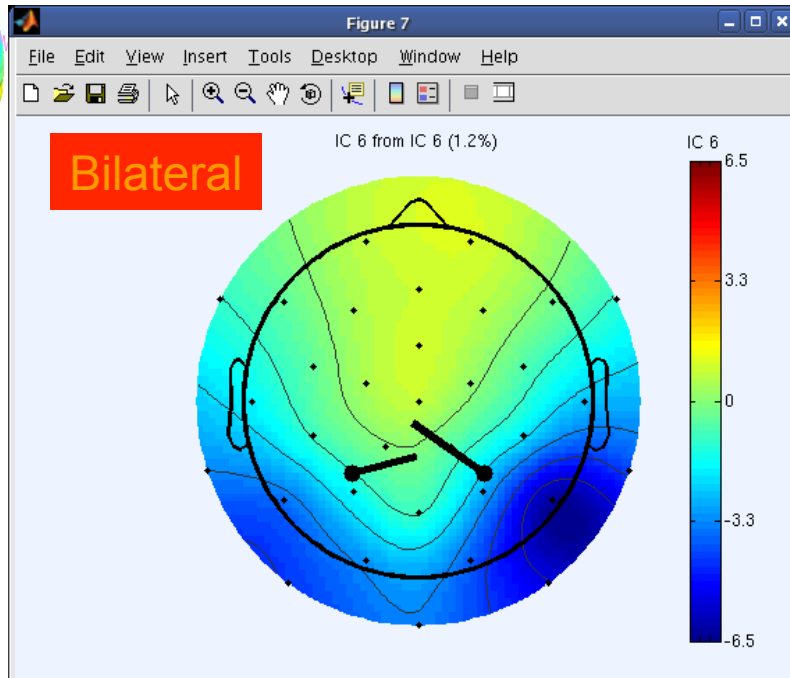 Figure 7
File Edit View Insert Tools Desktop Window Help
Bilateral
IC 6 from IC 6 (1.2%)
IC 6
6.5
3.3
0
-3.3
-6.5